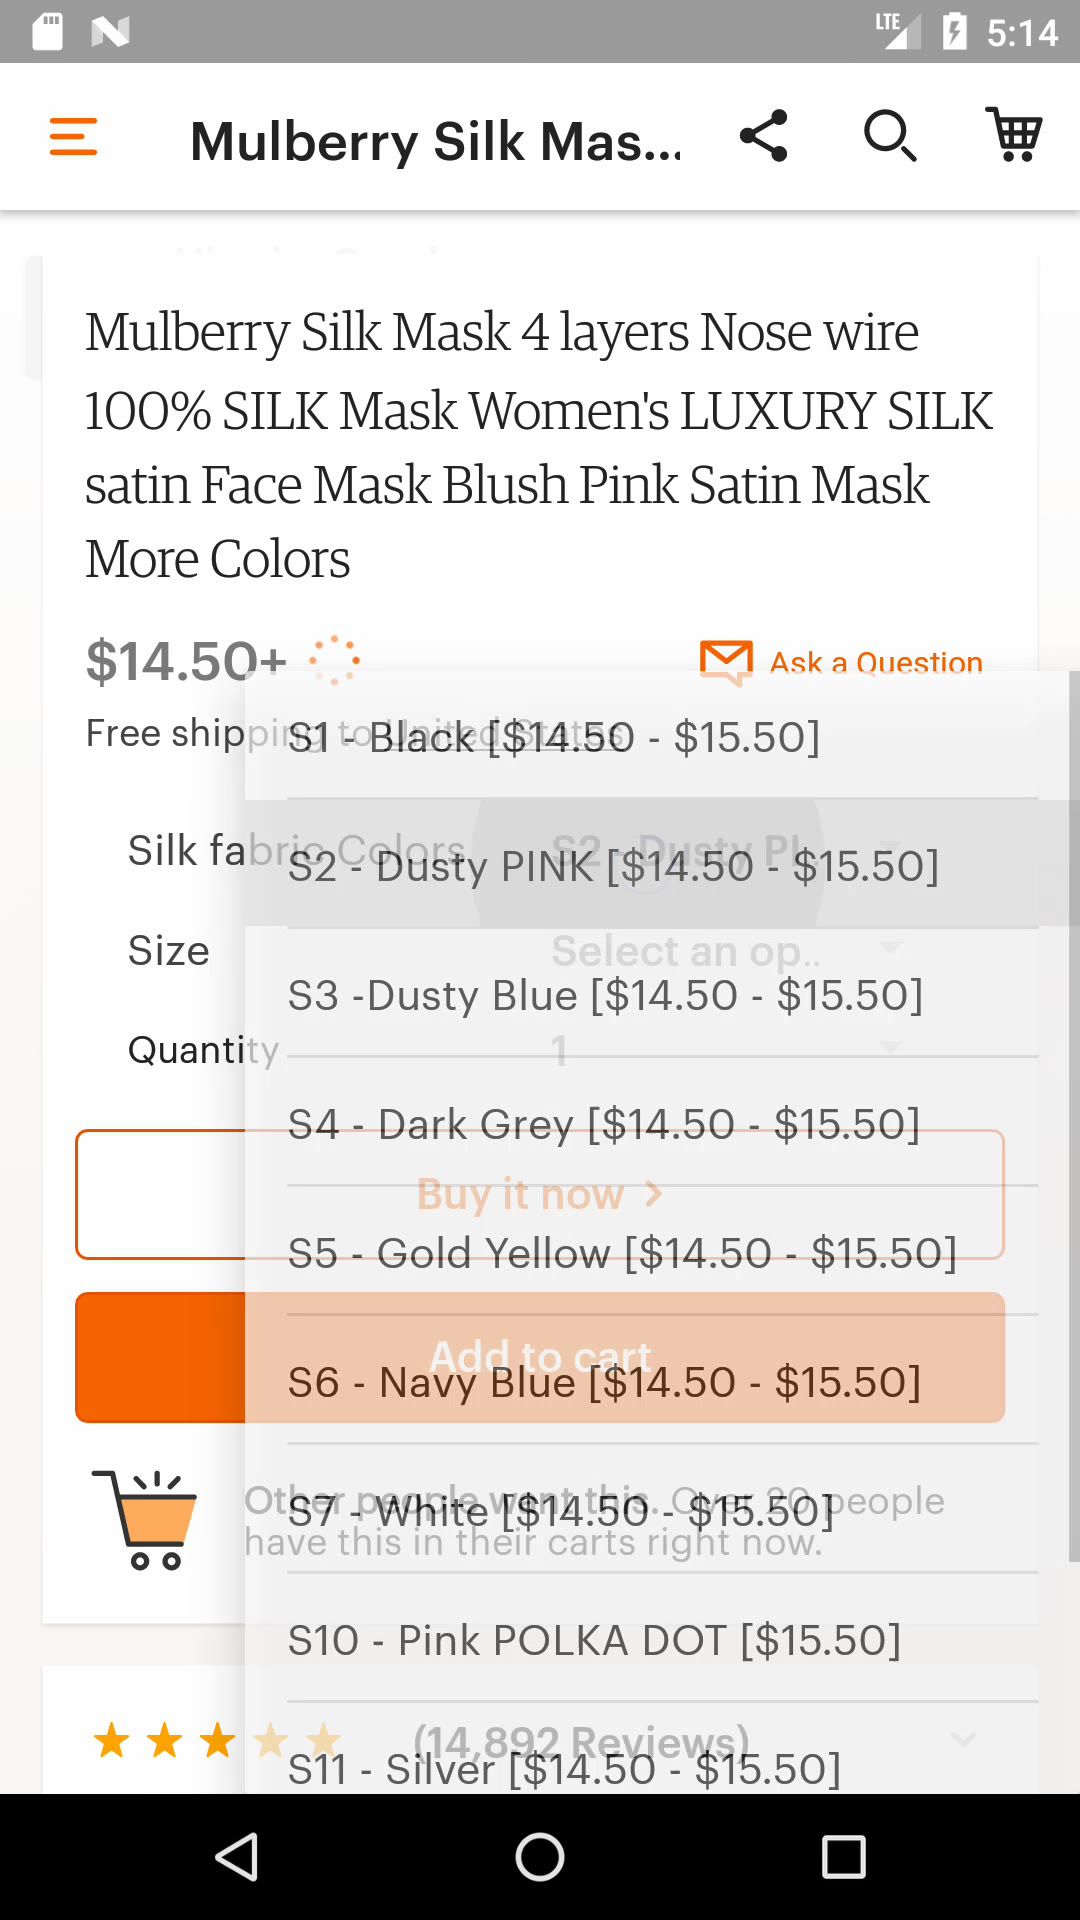 LTE 5:14
Mulberry Silk Mas...
Mulberry Silk Mask 4 layers Nose wire
100% SILK Mask Women's LUXURY SILK
satin Face Mask Blush Pink Satin Mask
More Colors
$14.50+
Ask a Question
Free shipping to United States
S1 - Black [$14.50 - $15.50]
Silk fabric Colors
S2 - Dusty PI..
S2 - Dusty PINK [$14.50 - $15.50]
Size
Select an op..
S3 -Dusty Blue [$14.50 - $15.50]
Quantity
1
S4 - Dark Grey [$14.50 - $15.50]
Buy it now
S5 - Gold Yellow [$14.50 - $15.50]
Add to cart
S6 - Navy Blue [$14.50 - $15.50]
Other people want this. Over 20 people
S7 - White [$14.50 - $15.50]
have this in their carts right now.
S10 - Pink POLKA DOT [$15.50]
(14,892 Reviews)
S11 - Silver [$14.50 - $15.50]